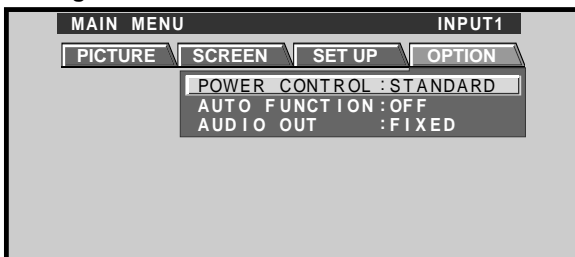 MAIN MENU INPUT1
PICTURE SCREEN SET UP OPTION
POWER CONTROL :STANDARD
AUTO FUNCTION :OFF
AUDIO OUT :FIXED